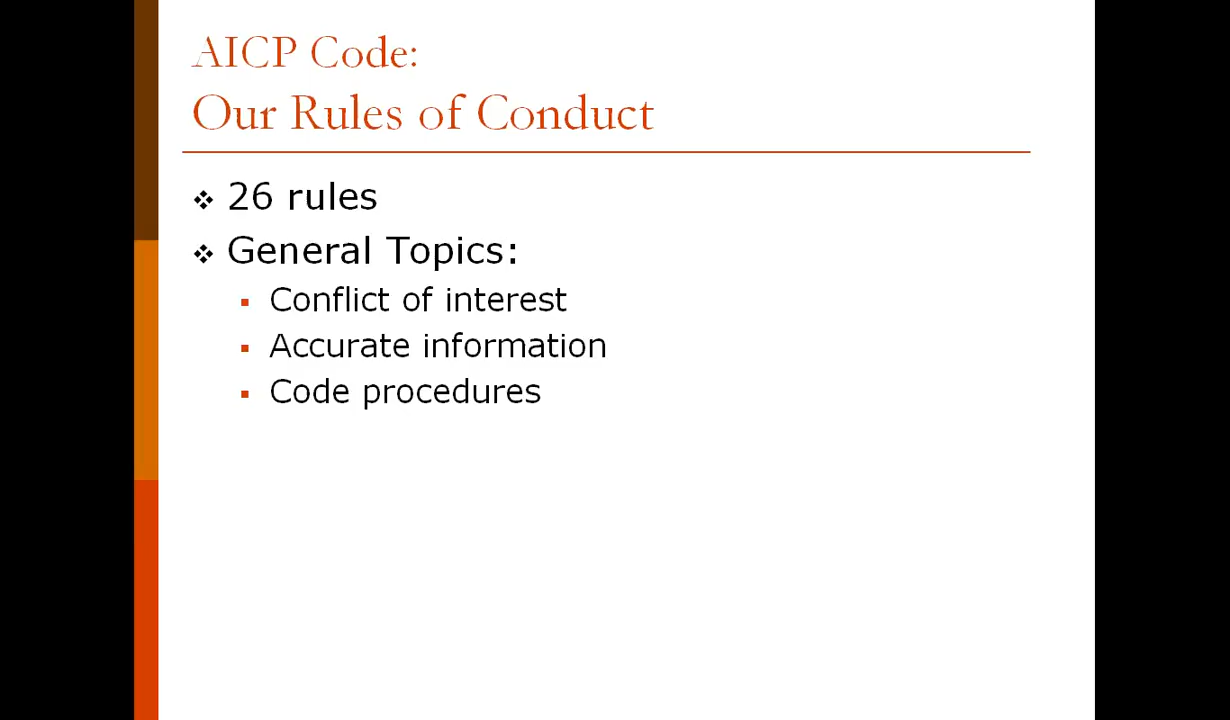 AICP Code:
Our Rules of Conduct
26 rules
General Topics:
Conflict of interest
Accurate information
Code procedures